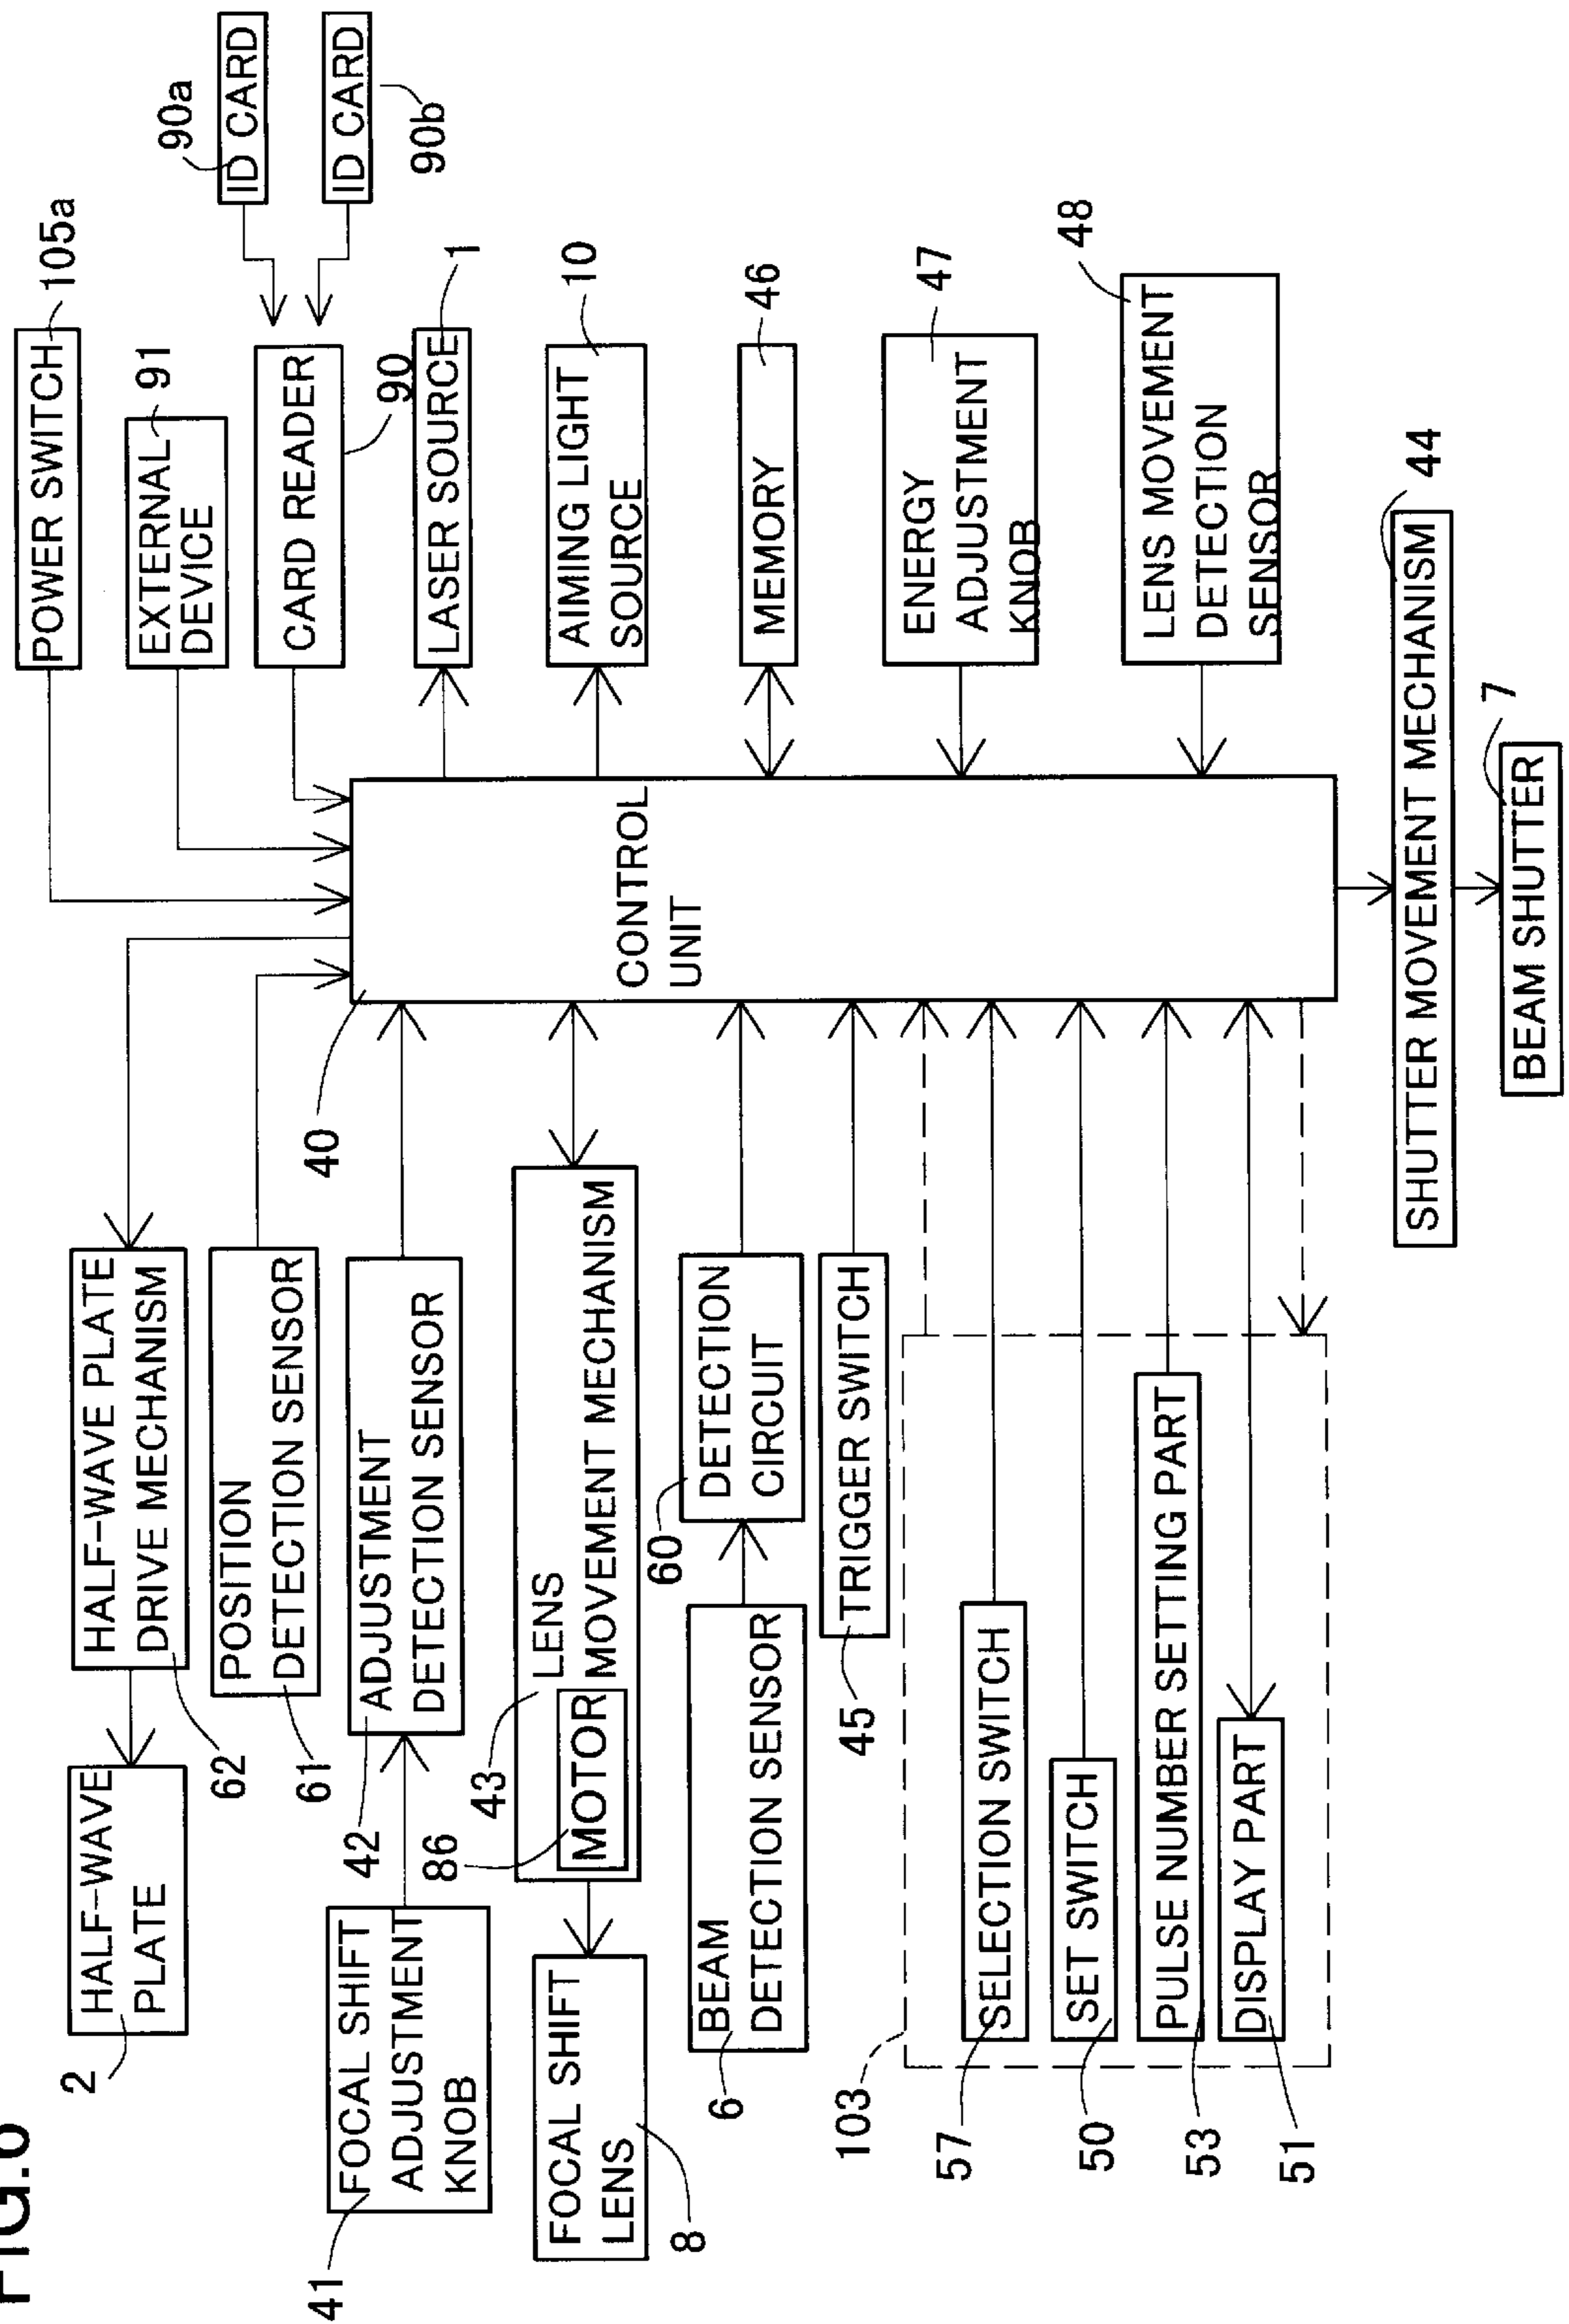 FIG.6
2
HALF-WAVE
PLATE
HALF-WAVE PLATE
DRIVE MECHANISM
62
POSITION
DETECTION SENSOR
61
41
FOCAL SHIFT
ADJUSTMENT
KNOB
42
ADJUSTMENT
DETECTION SENSOR
86
43
LENS
MOTOR
MOVEMENT MECHANISM
FOCAL SHIFT
LENS
8
6
BEAM
DETECTION SENSOR
60
DETECTION
CIRCUIT
45
TRIGGER SWITCH
103
57
SELECTION SWITCH
50
SET SWITCH
53
PULSE NUMBER SETTING PART
51
DISPLAY PART
40
CONTROL
UNIT
POWER SWITCH
105a
EXTERNAL
DEVICE
91
CARD READER
90
90a
ID CARD
ID CARD
90b
LASER SOURCE
1
AIMING LIGHT
SOURCE
10
MEMORY
46
ENERGY
ADJUSTMENT
KNOB
47
LENS MOVEMENT
DETECTION
SENSOR
48
SHUTTER MOVEMENT MECHANISM
44
BEAM SHUTTER
7